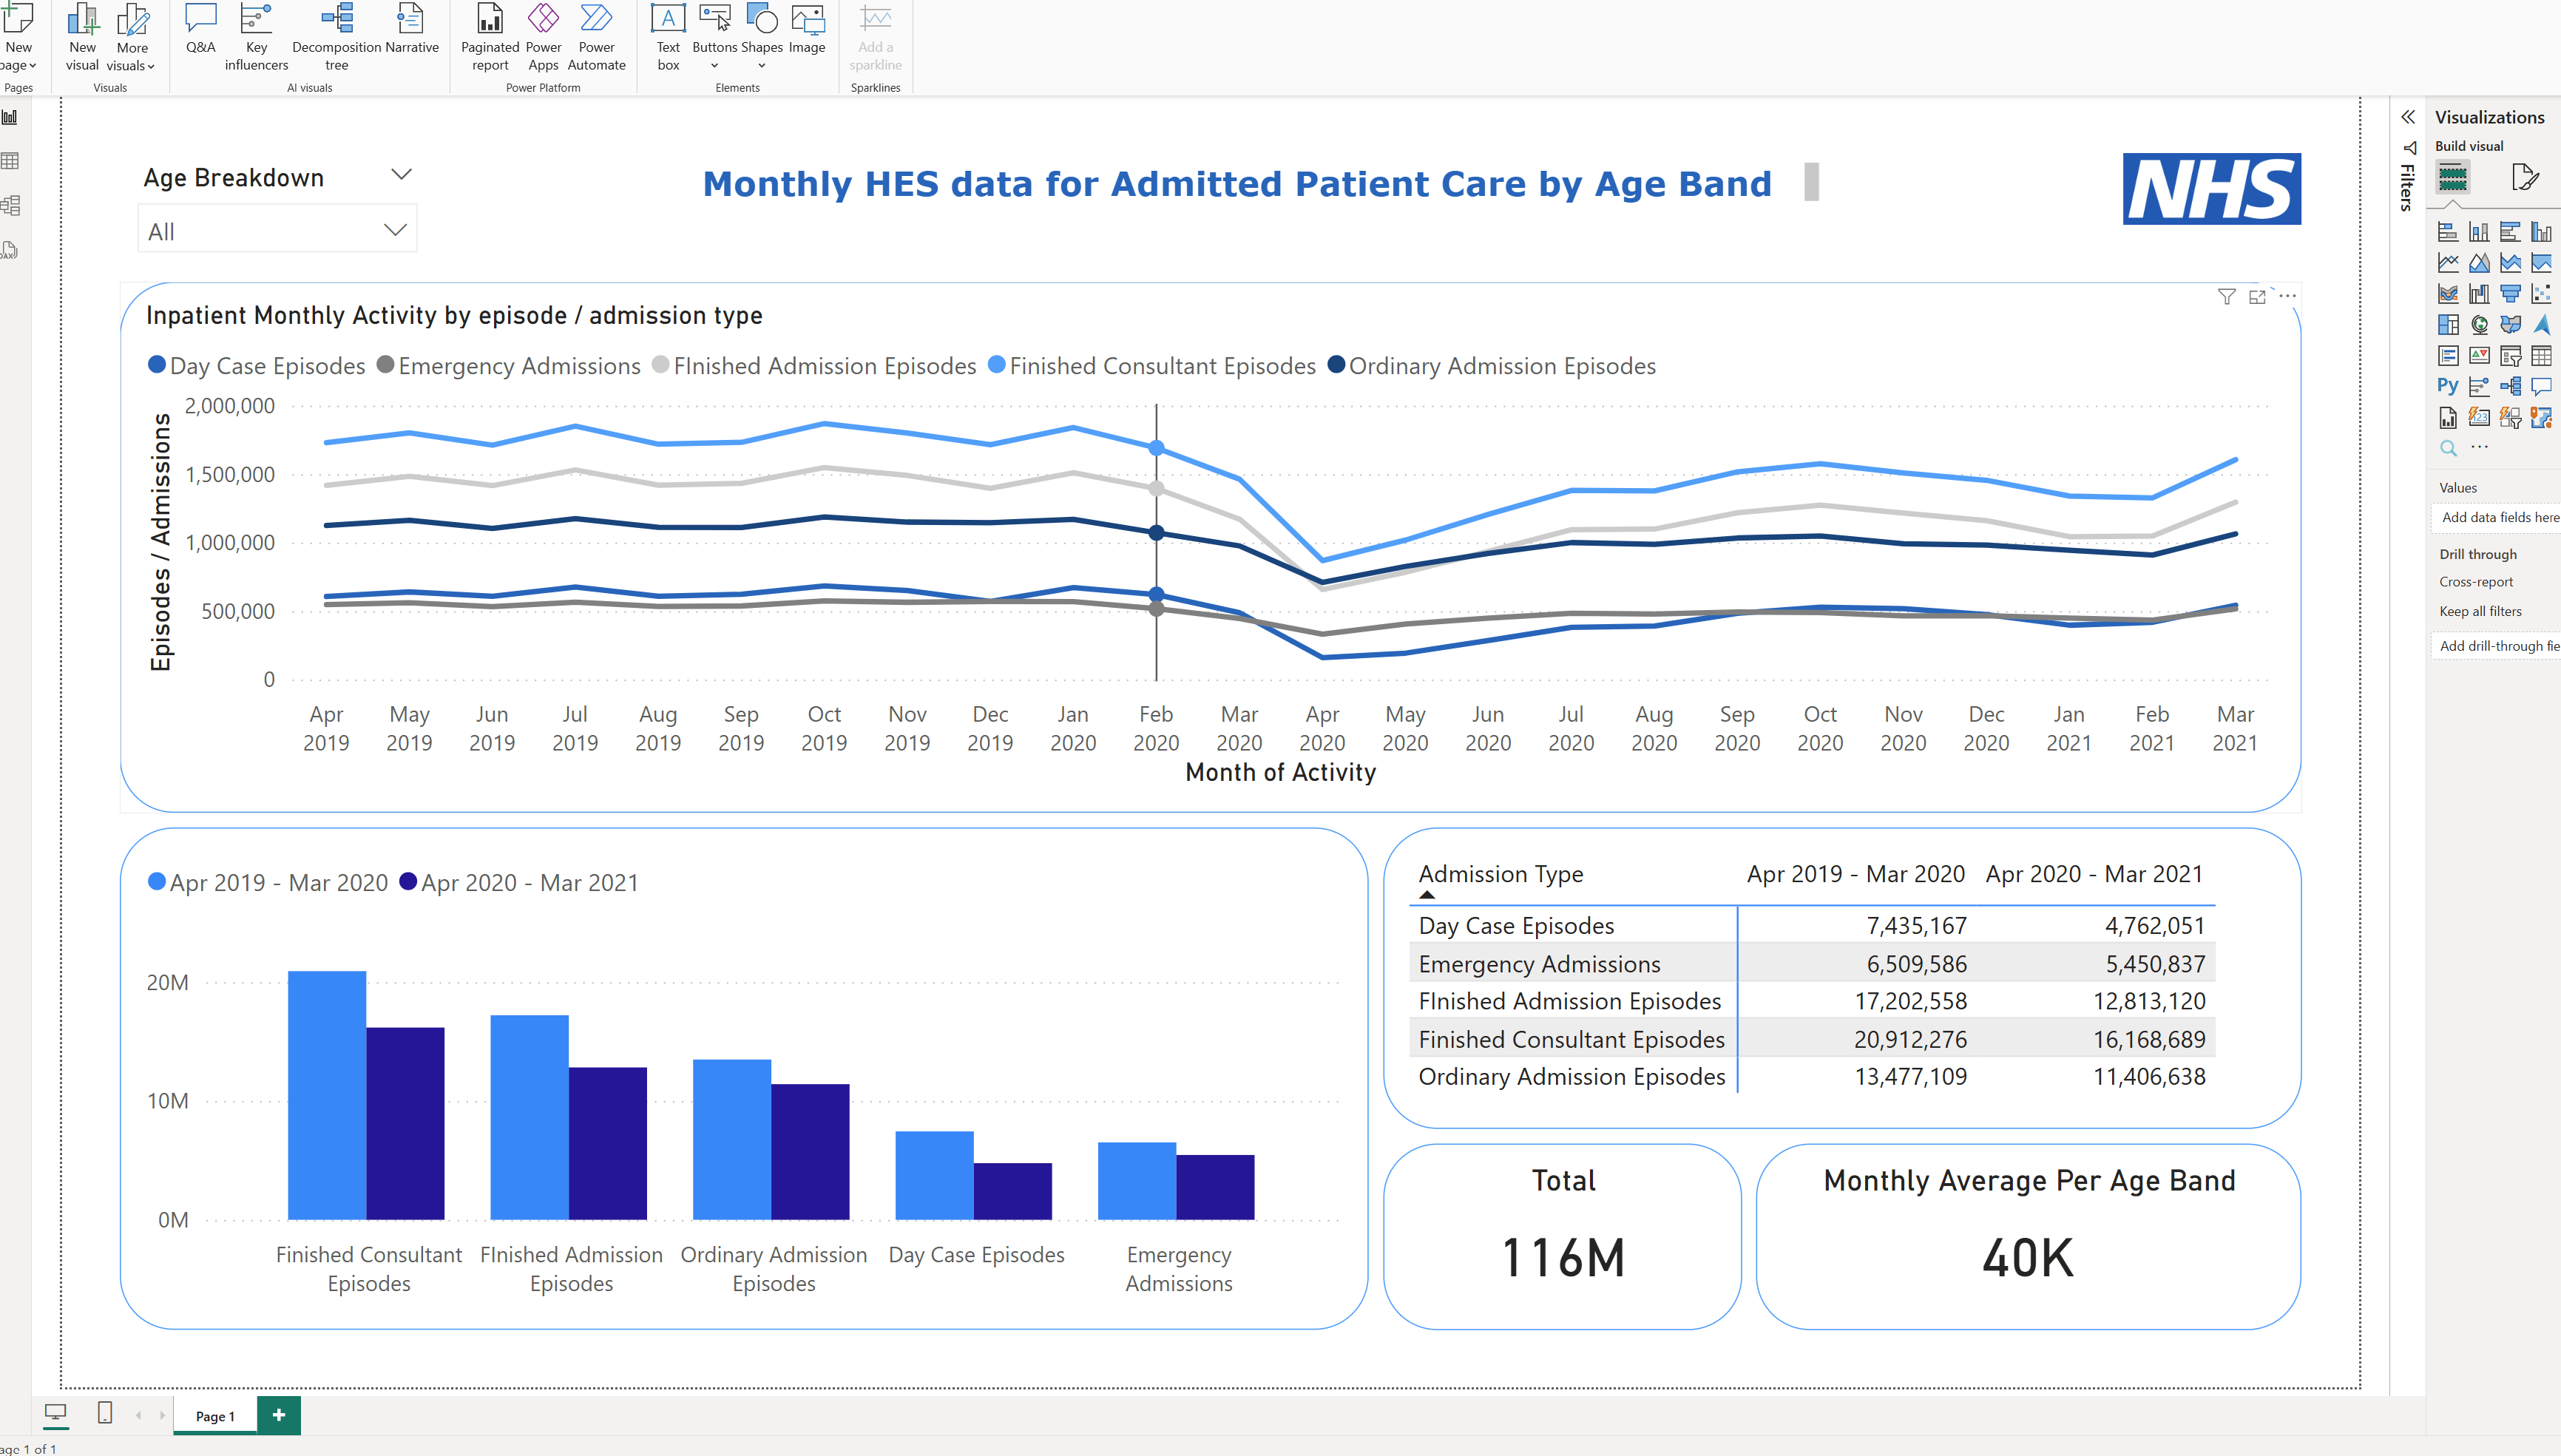 New page
New visual
More visuals
Q&A
Key influencers
Decomposition tree
Narrative
Paginated report
Power Apps
Power Automate
Text box
Buttons
Shapes
Image
Add a sparkline
Pages
Visuals
AI visuals
Power Platform
Elements
Sparklines
Age Breakdown
All
Monthly HES data for Admitted Patient Care by Age Band
NHS
Inpatient Monthly Activity by episode / admission type
Day Case Episodes Emergency Admissions FInished Admission Episodes Finished Consultant Episodes Ordinary Admission Episodes
Episodes / Admissions
2,000,000
1,500,000
1,000,000
500,000
0
Apr 2019
May 2019
Jun 2019
Jul 2019
Aug 2019
Sep 2019
Oct 2019
Nov 2019
Dec 2019
Jan 2020
Feb 2020
Mar 2020
Apr 2020
May 2020
Jun 2020
Jul 2020
Aug 2020
Sep 2020
Oct 2020
Nov 2020
Dec 2020
Jan 2021
Feb 2021
Mar 2021
Month of Activity
Apr 2019 - Mar 2020 Apr 2020 - Mar 2021
20M
10M
0M
Finished Consultant
Episodes
FInished Admission
Episodes
Ordinary Admission
Episodes
Day Case Episodes
Emergency
Admissions
Admission Type Apr 2019 - Mar 2020 Apr 2020 - Mar 2021
Day Case Episodes 7,435,167 4,762,051
Emergency Admissions 6,509,586 5,450,837
FInished Admission Episodes 17,202,558 12,813,120
Finished Consultant Episodes 20,912,276 16,168,689
Ordinary Admission Episodes 13,477,109 11,406,638
Total
116M
Monthly Average Per Age Band
40K
Filters
Visualizations
Build visual
Py
123
Values
Add data fields here
Drill through
Cross-report
Keep all filters
Add drill-through fie
DAX
Page 1
+
age 1 of 1